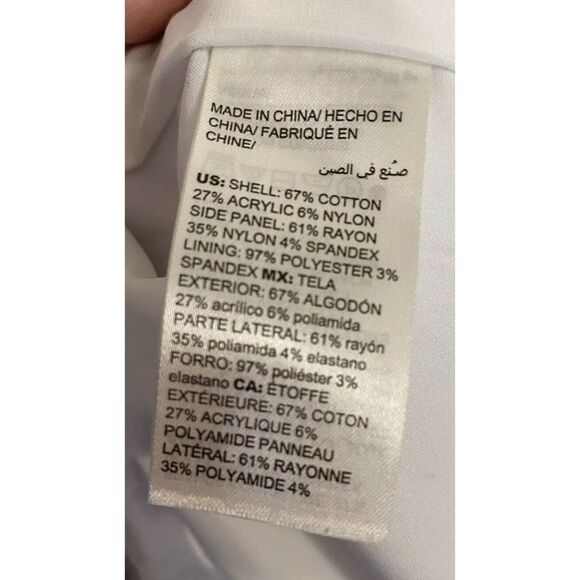 MADE IN CHINA/ HECHO EN
CHINA/ FABRIQUÉ EN
CHINE/
صُنع في الصين
US: SHELL: 67% COTTON
27% ACRYLIC 6% NYLON
SIDE PANEL: 61% RAYON
35% NYLON 4% SPANDEX
LINING: 97% POLYESTER 3%
SPANDEX MX: TELA
EXTERIOR: 67% ALGODÓN
27% acrílico 6% poliamida
PARTE LATERAL: 61% rayón
35% poliamida 4% elastano
FORRO: 97% poliéster 3%
elastano CA: ÉTOFFE
EXTÉRIEURE: 67% COTON
27% ACRYLIQUE 6%
POLYAMIDE PANNEAU
LATÉRAL: 61% RAYONNE
35% POLYAMIDE 4%